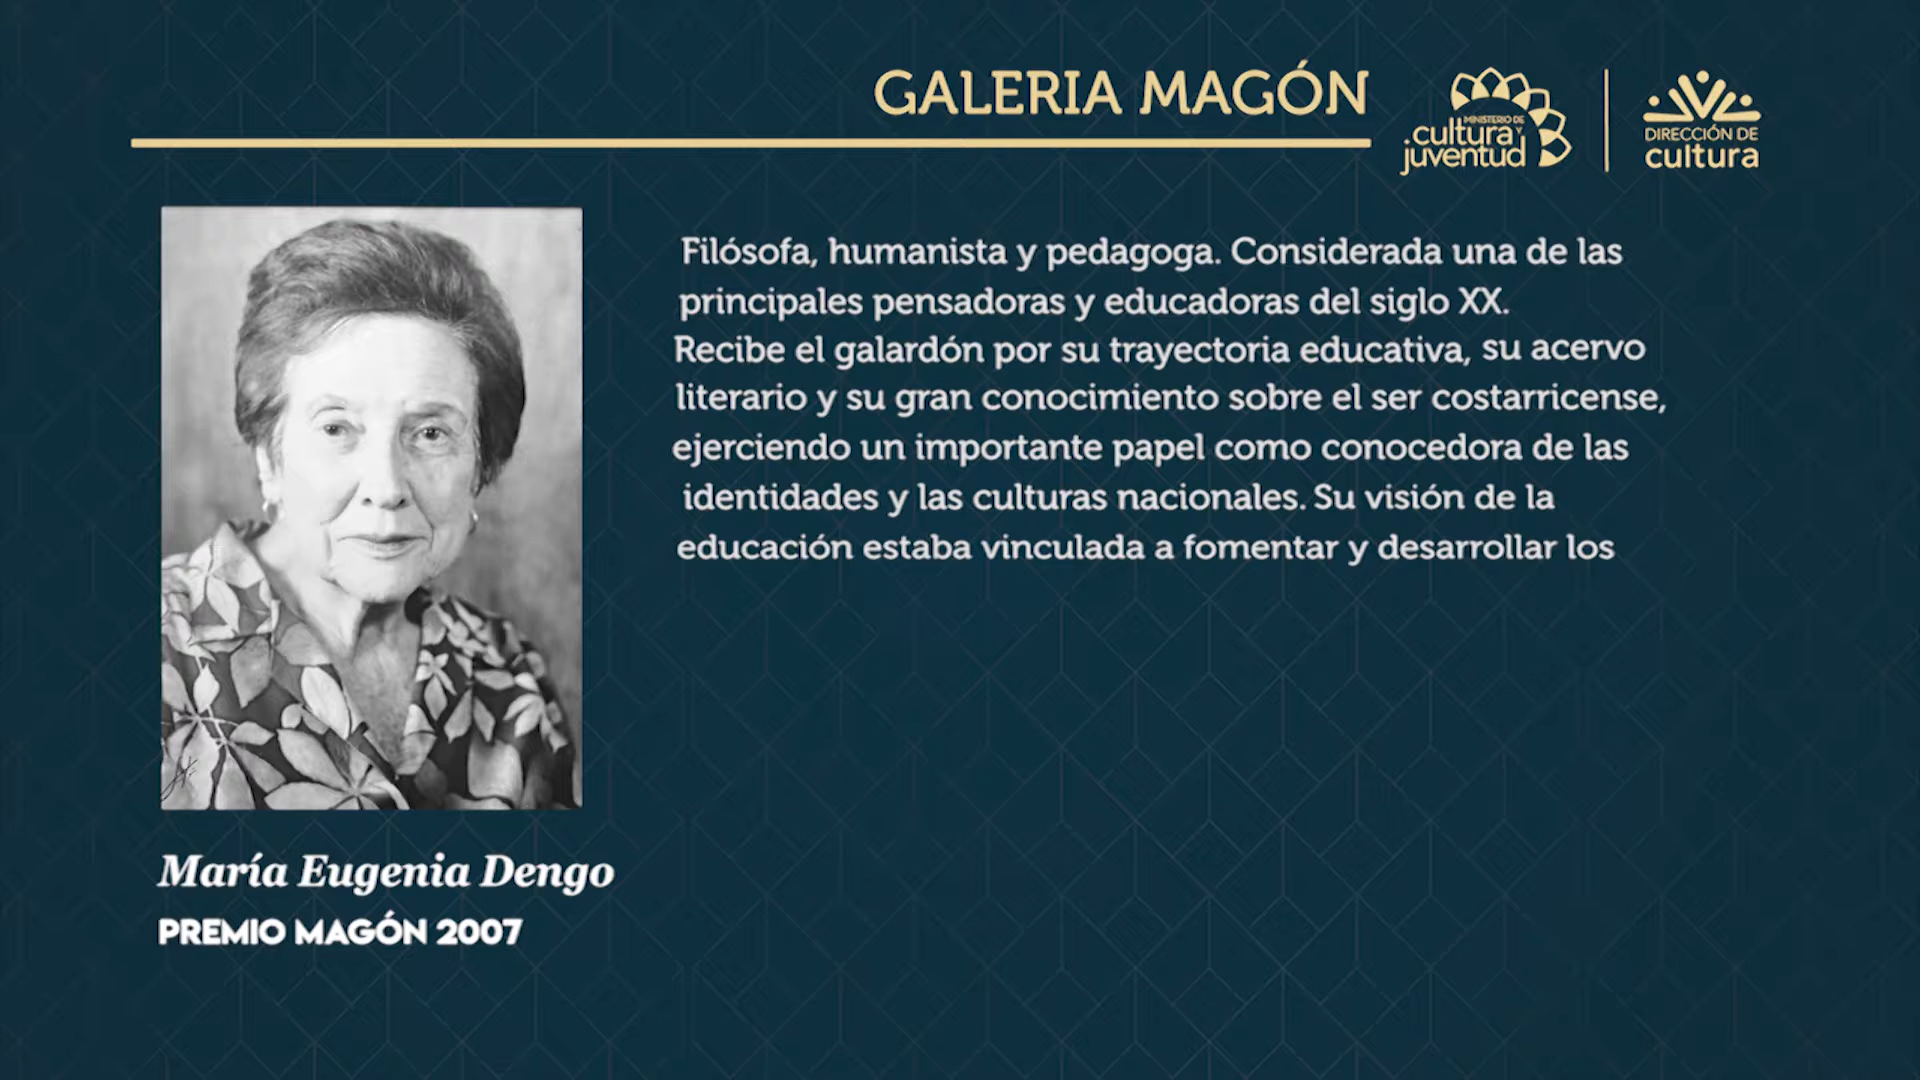 GALERIA MAGÓN
MINISTERIO DE
cultura y
juventud
DIRECCIÓN DE
cultura
Filósofa, humanista y pedagoga. Considerada una de las
principales pensadoras y educadoras del siglo XX.
Recibe el galardón por su trayectoria educativa, su acervo
literario y su gran conocimiento sobre el ser costarricense,
ejerciendo un importante papel como conocedora de las
identidades y las culturas nacionales. Su visión de la
educación estaba vinculada a fomentar y desarrollar los
María Eugenia Dengo
PREMIO MAGÓN 2007